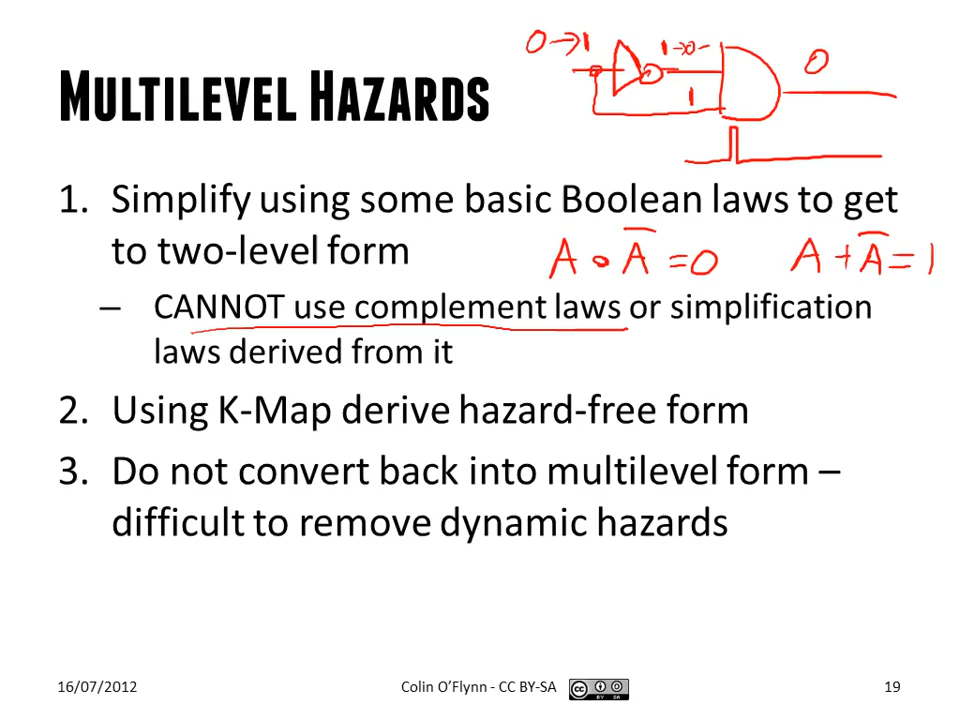 0→1 1→0 0
MULTILEVEL HAZARDS
1
1. Simplify using some basic Boolean laws to get
to two-level form
A • A̅ = 0 A + A̅ = 1
– CANNOT use complement laws or simplification
laws derived from it
2. Using K-Map derive hazard-free form
3. Do not convert back into multilevel form –
difficult to remove dynamic hazards
16/07/2012 Colin O'Flynn - CC BY-SA cc BY SA 19